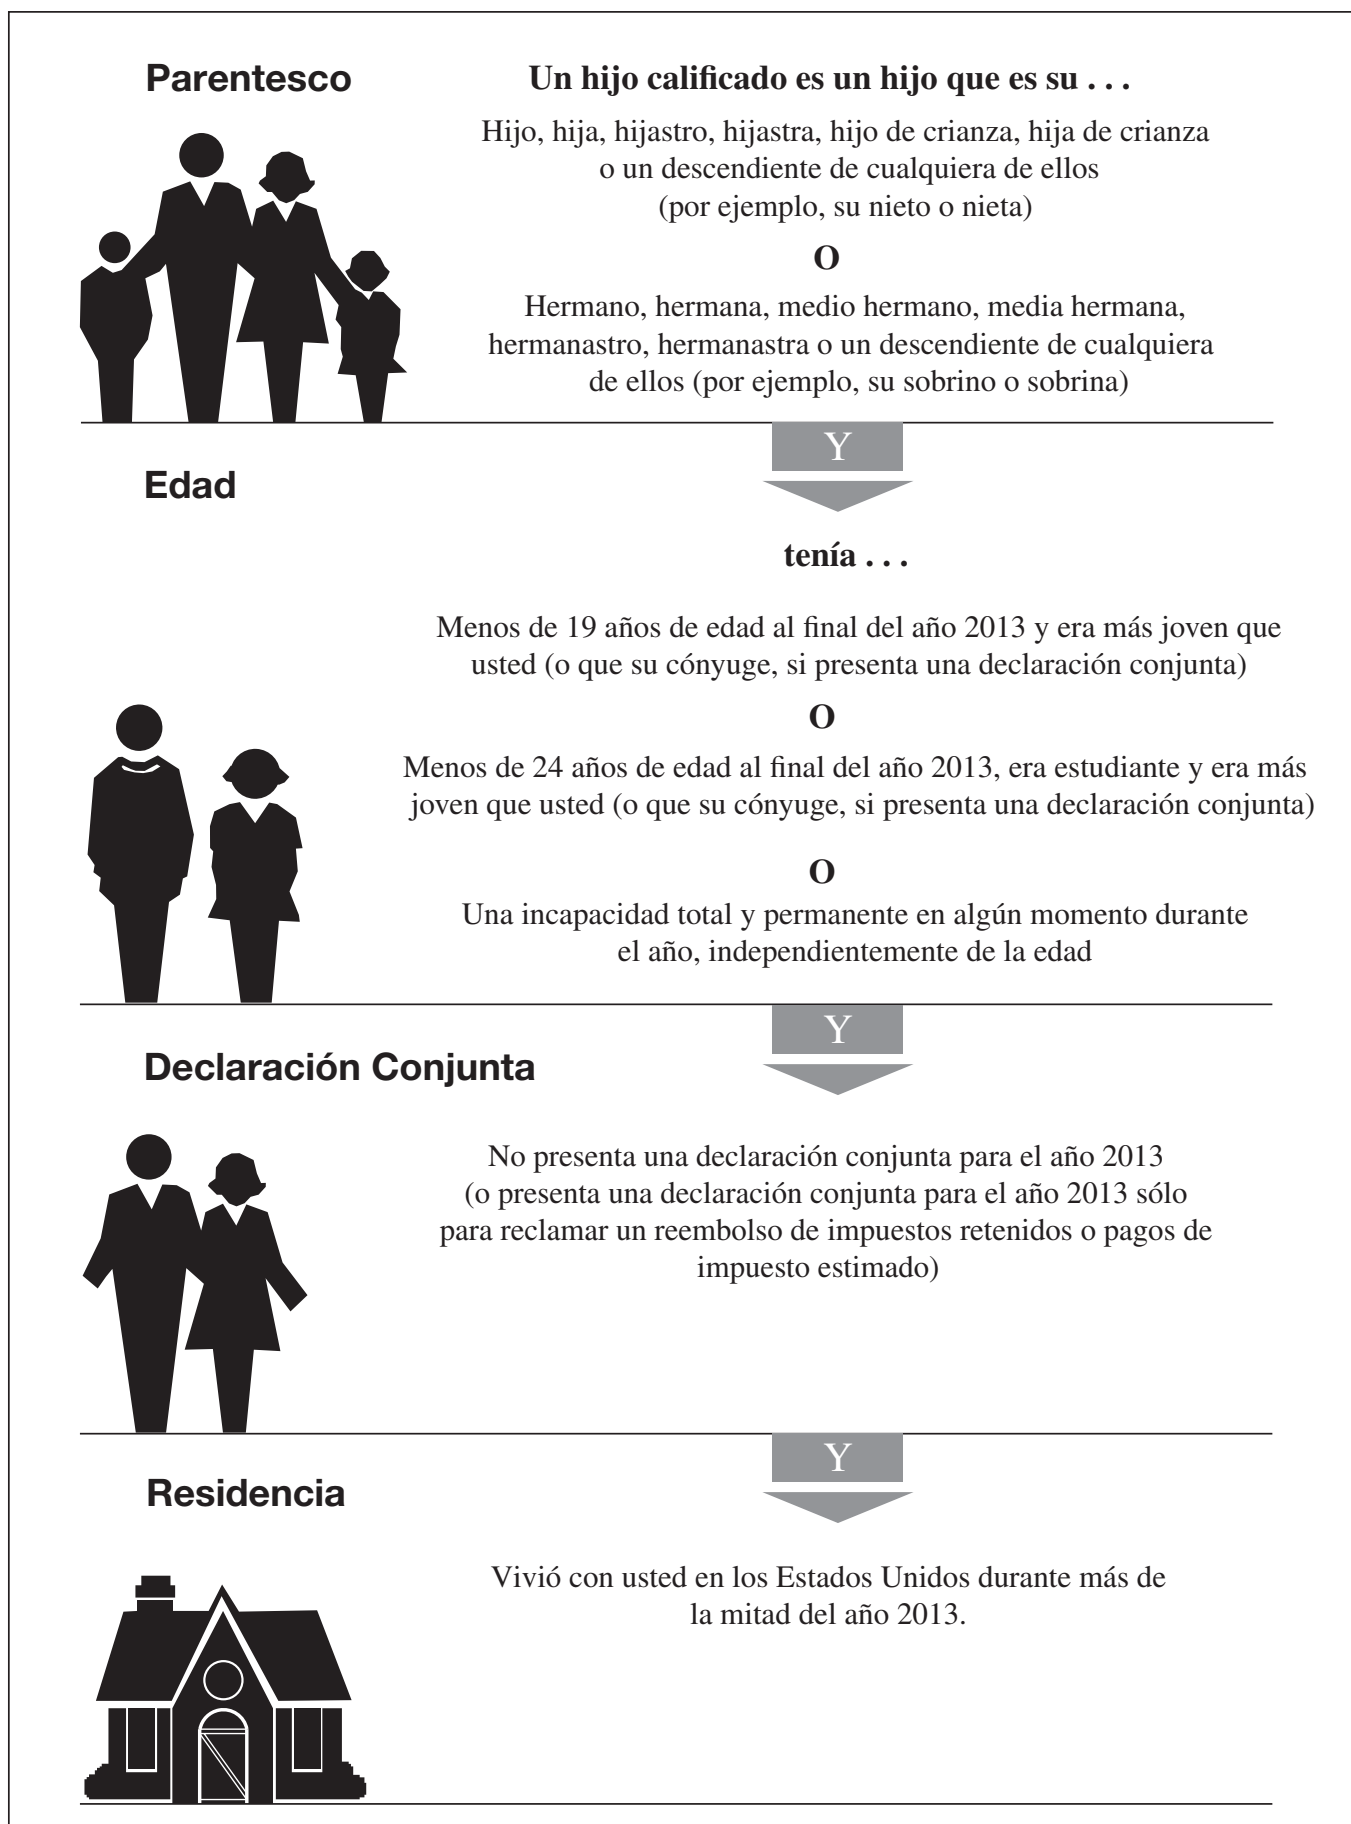 Parentesco
Un hijo calificado es un hijo que es su . . .
Hijo, hija, hijastro, hijastra, hijo de crianza, hija de crianza
o un descendiente de cualquiera de ellos
(por ejemplo, su nieto o nieta)
O
Hermano, hermana, medio hermano, media hermana,
hermanastro, hermanastra o un descendiente de cualquiera
de ellos (por ejemplo, su sobrino o sobrina)
Y
Edad
tenía . . .
Menos de 19 años de edad al final del año 2013 y era más joven que
usted (o que su cónyuge, si presenta una declaración conjunta)
O
Menos de 24 años de edad al final del año 2013, era estudiante y era más
joven que usted (o que su cónyuge, si presenta una declaración conjunta)
O
Una incapacidad total y permanente en algún momento durante
el año, independientemente de la edad
Y
Declaración Conjunta
No presenta una declaración conjunta para el año 2013
(o presenta una declaración conjunta para el año 2013 sólo
para reclamar un reembolso de impuestos retenidos o pagos de
impuesto estimado)
Y
Residencia
Vivió con usted en los Estados Unidos durante más de
la mitad del año 2013.